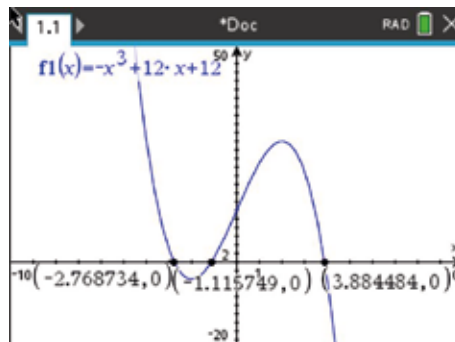 1.1 *Doc RAD
50 y
f1(x)=-x³+12·x+12
2 x
-10 (-2.768734,0) (-1.115749,0) 1 (3.884484,0)
-20